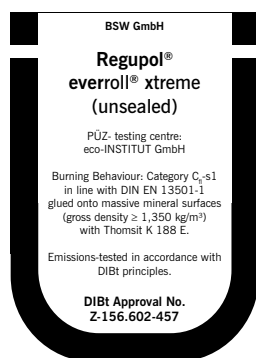 BSW GmbH
Regupol®
everroll® xtreme
(unsealed)
PÜZ- testing centre:
eco-INSTITUT GmbH
Burning Behaviour: Category Cfl-s1
in line with DIN EN 13501-1
glued onto massive mineral surfaces
(gross density ≥ 1,350 kg/m³)
with Thomsit K 188 E.
Emissions-tested in accordance with
DIBt principles.
DIBt Approval No.
Z-156.602-457